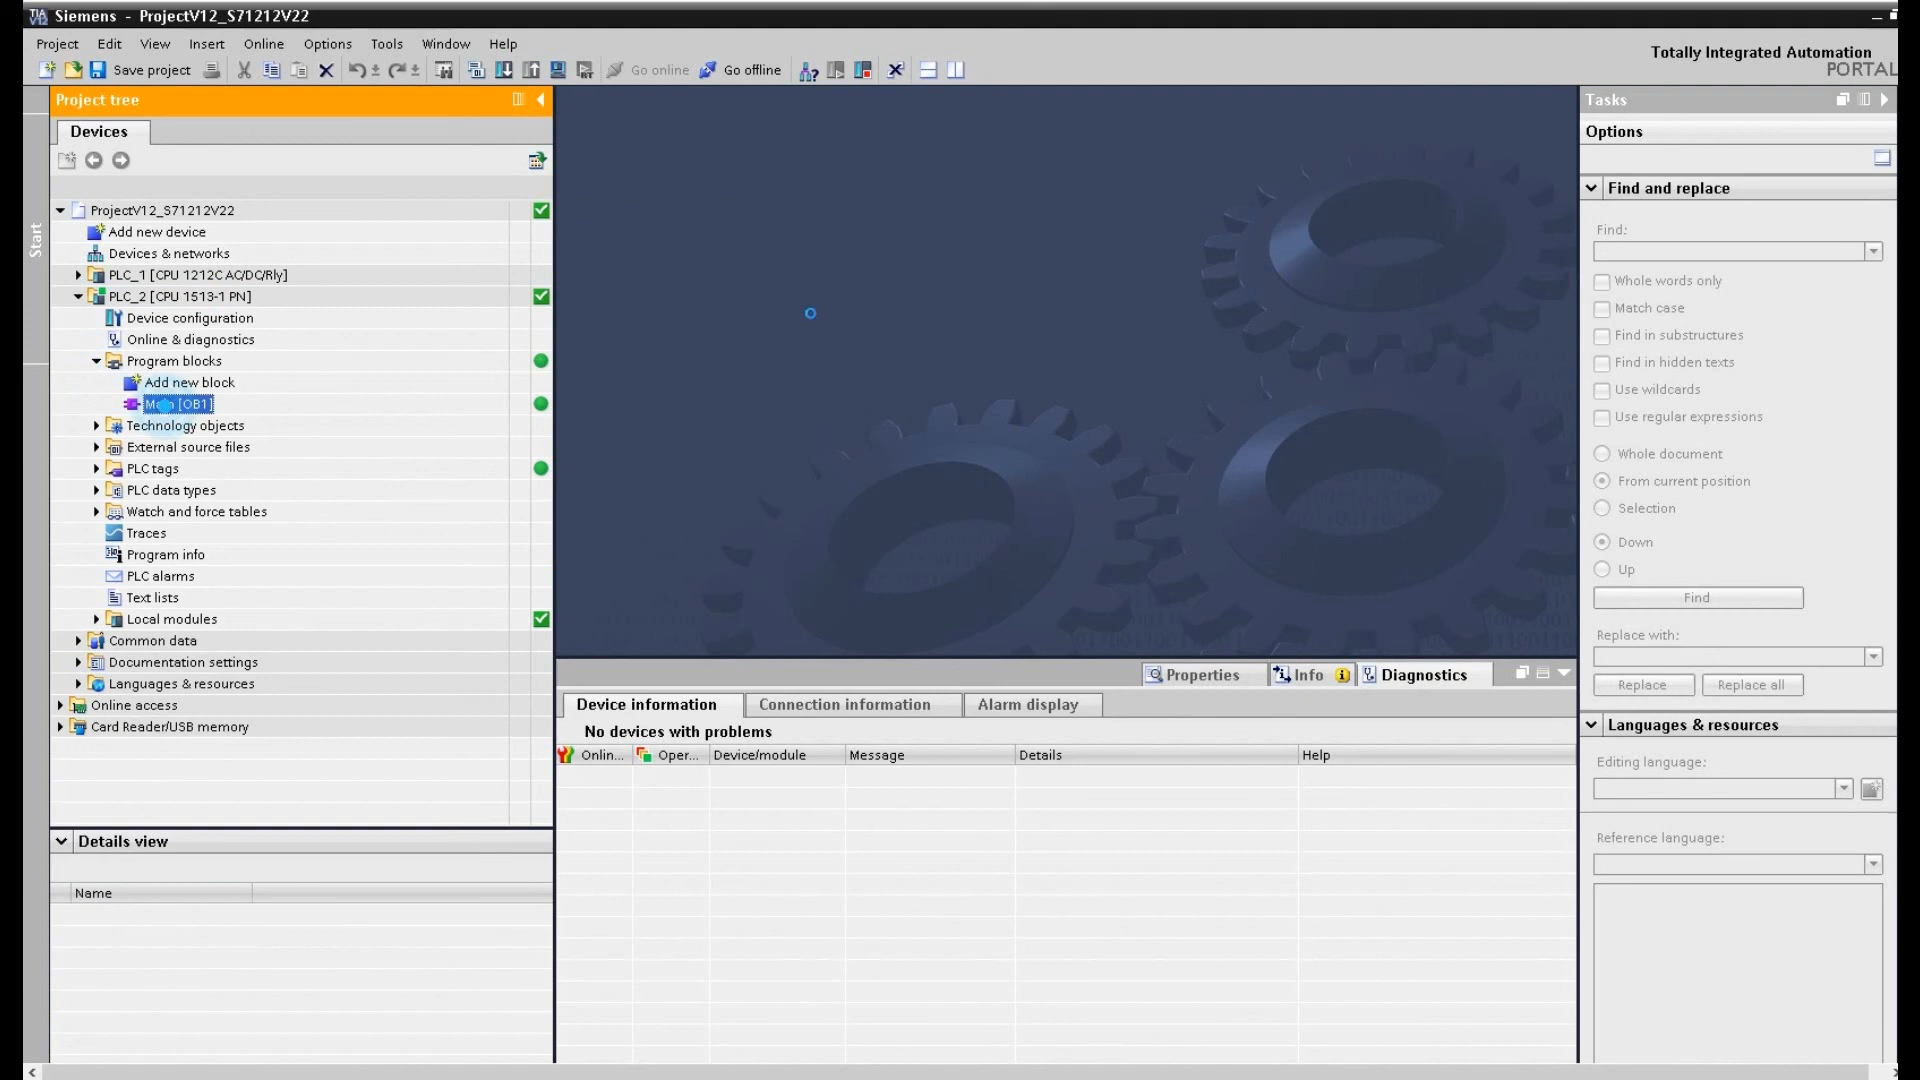 Siemens - ProjectV12_S71212V22
Project Edit View Insert Online Options Tools Window Help
Totally Integrated Automation
PORTAL
Save project Go online Go offline
Project tree
Devices
Start
ProjectV12_S71212V22
Add new device
Devices & networks
PLC_1 [CPU 1212C AC/DC/Rly]
PLC_2 [CPU 1513-1 PN]
Device configuration
Online & diagnostics
Program blocks
Add new block
Main [OB1]
Technology objects
External source files
PLC tags
PLC data types
Watch and force tables
Traces
Program info
PLC alarms
Text lists
Local modules
Common data
Documentation settings
Languages & resources
Online access
Card Reader/USB memory
Details view
Name
Properties Info Diagnostics
Device information Connection information Alarm display
No devices with problems
Onlin... Oper... Device/module Message Details Help
Tasks
Options
Find and replace
Find:
Whole words only
Match case
Find in substructures
Find in hidden texts
Use wildcards
Use regular expressions
Whole document
From current position
Selection
Down
Up
Find
Replace with:
Replace Replace all
Languages & resources
Editing language:
Reference language: